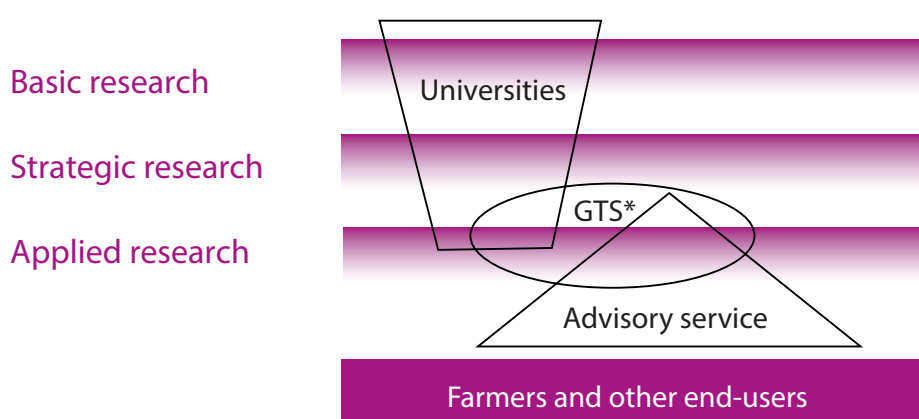 Basic research
Universities
Strategic research
GTS*
Applied research
Advisory service
Farmers and other end-users